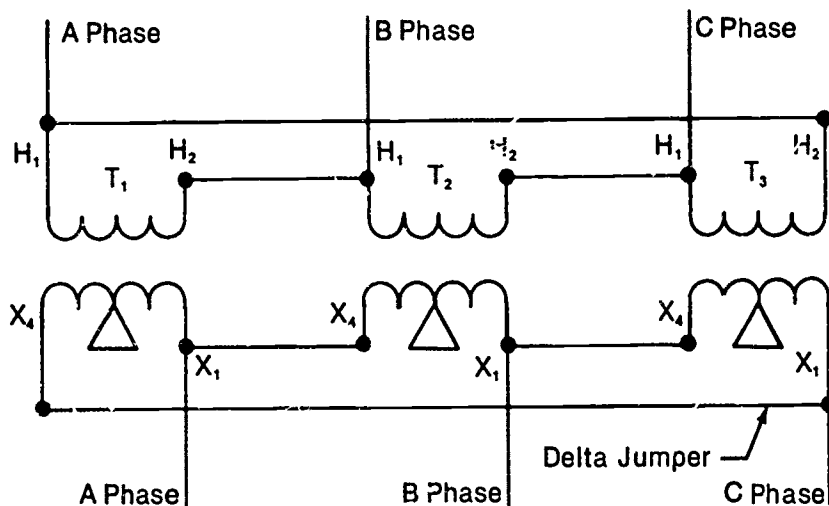 A Phase B Phase C Phase
H₁ H₂ H₁ H₂ H₁ H₂
T₁ T₂ T₃
X₄ X₁ X₄ X₁ X₄ X₁
Delta Jumper
A Phase B Phase C Phase